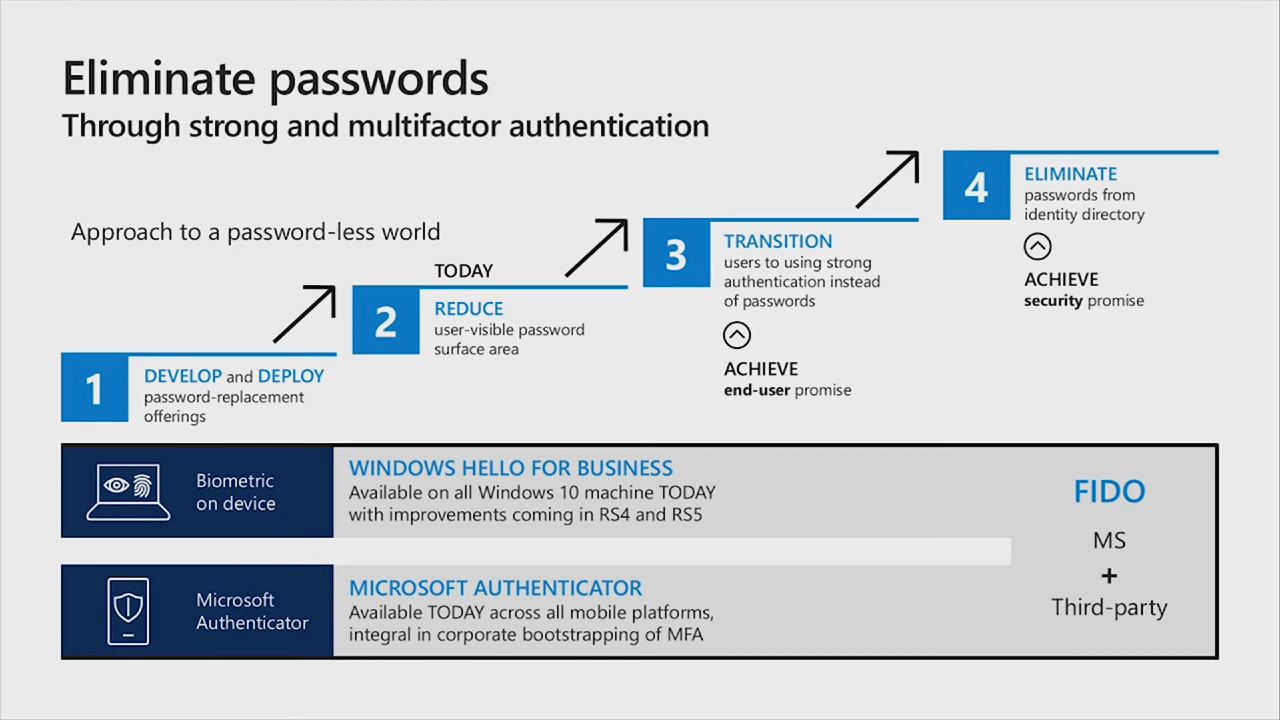 Eliminate passwords
Through strong and multifactor authentication
Approach to a password-less world
1
DEVELOP and DEPLOY
password-replacement
offerings
TODAY
2
REDUCE
user-visible password
surface area
3
TRANSITION
users to using strong
authentication instead
of passwords
ACHIEVE
end-user promise
4
ELIMINATE
passwords from
identity directory
ACHIEVE
security promise
Biometric
on device
WINDOWS HELLO FOR BUSINESS
Available on all Windows 10 machine TODAY
with improvements coming in RS4 and RS5
Microsoft
Authenticator
MICROSOFT AUTHENTICATOR
Available TODAY across all mobile platforms,
integral in corporate bootstrapping of MFA
FIDO
MS
+
Third-party